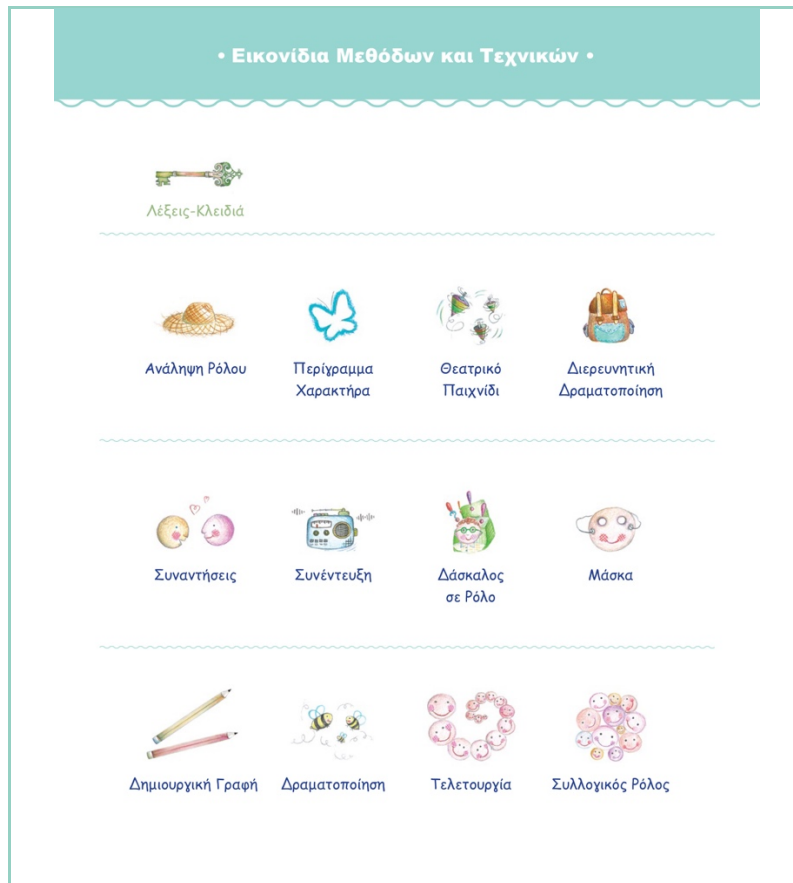 • Εικονίδια Μεθόδων και Τεχνικών •
Λέξεις-Κλειδιά
Ανάληψη Ρόλου
Περίγραμμα
Χαρακτήρα
Θεατρικό
Παιχνίδι
Διερευνητική
Δραματοποίηση
Συναντήσεις
Συνέντευξη
Δάσκαλος
σε Ρόλο
Μάσκα
Δημιουργική Γραφή
Δραματοποίηση
Τελετουργία
Συλλογικός Ρόλος